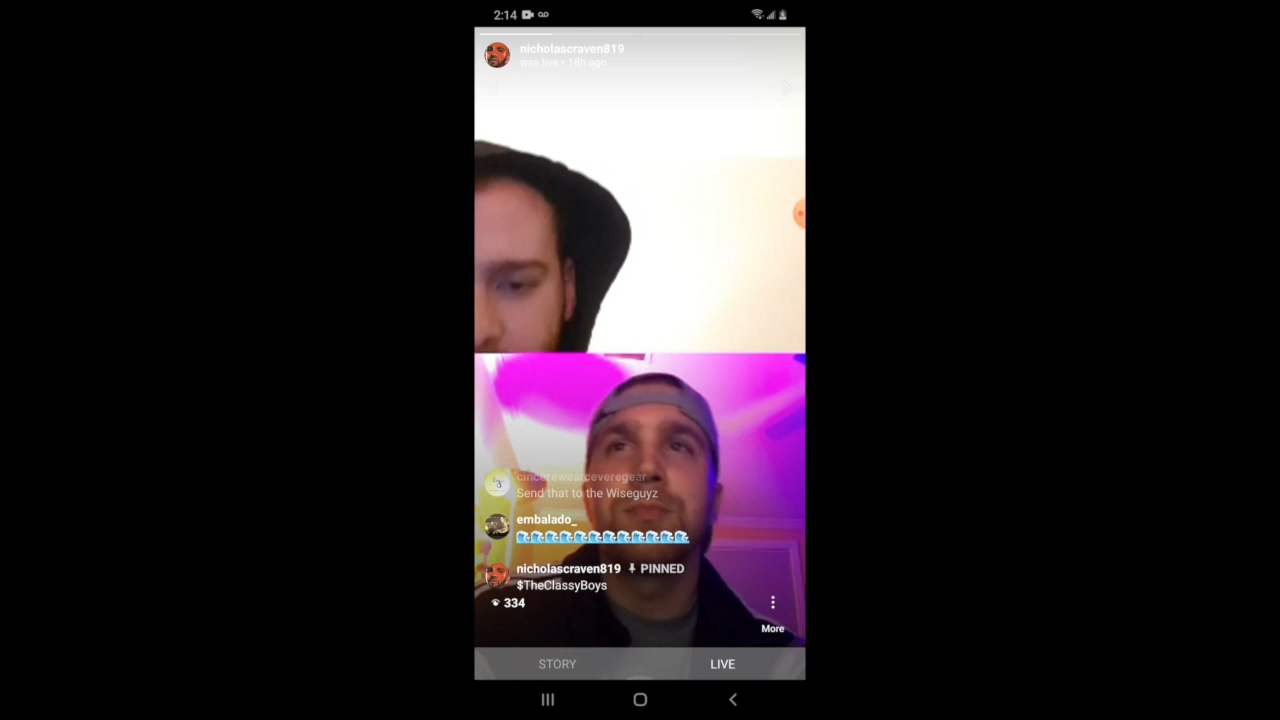 2:14
nicholascraven819
was live • 18h ago
cincereweatceveregear
Send that to the Wiseguyz
embalado_
🌊🌊🌊🌊🌊🌊🌊🌊🌊🌊🌊🌊
nicholascraven819 PINNED
$TheClassyBoys
334
More
STORY LIVE